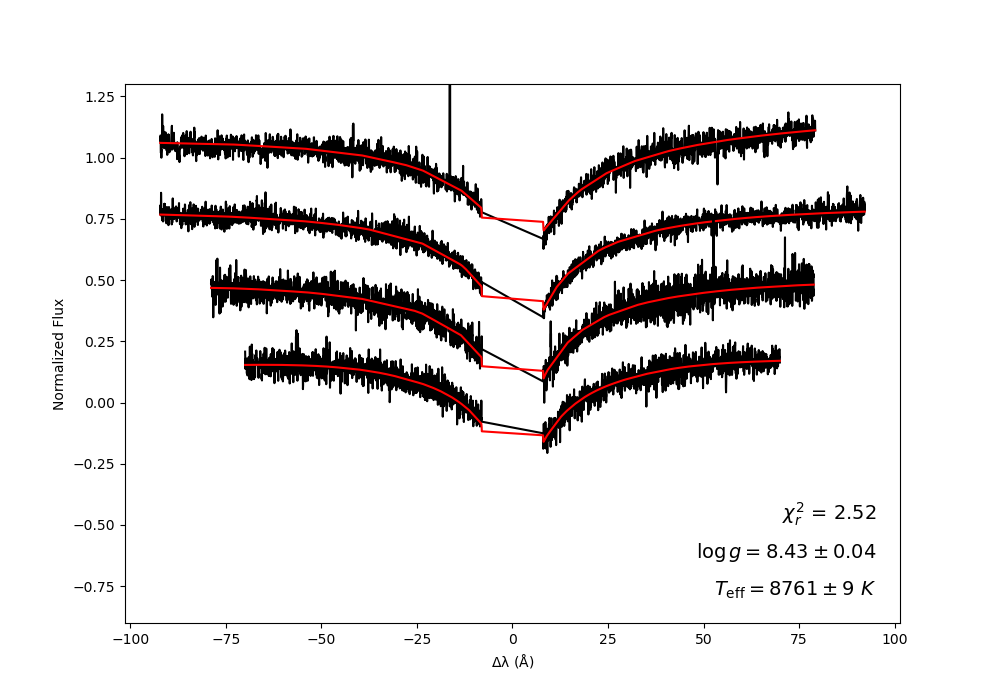 1.25
1.00
0.75
0.50
0.25
0.00
−0.25
−0.50
−0.75
Normalized Flux
χ²ᵣ = 2.52
log g = 8.43 ± 0.04
T_eff = 8761 ± 9 K
−100 −75 −50 −25 0 25 50 75 100
Δλ (Å)